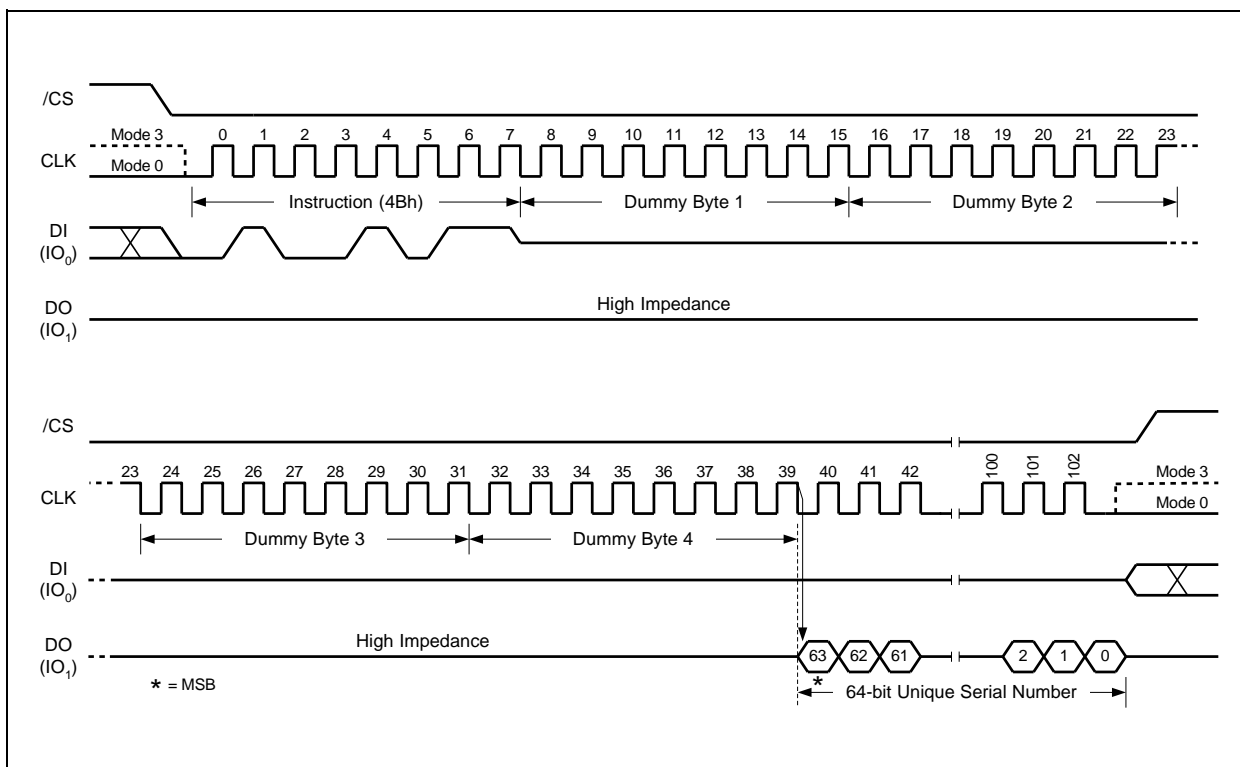 /CS
Mode 3
0 1 2 3 4 5 6 7 8 9 10 11 12 13 14 15 16 17 18 19 20 21 22 23
CLK
Mode 0
Instruction (4Bh) Dummy Byte 1 Dummy Byte 2
DI
(IO0)
High Impedance
DO
(IO1)
/CS
23 24 25 26 27 28 29 30 31 32 33 34 35 36 37 38 39 40 41 42 100 101 102
Mode 3
CLK
Mode 0
Dummy Byte 3 Dummy Byte 4
DI
(IO0)
High Impedance
DO
(IO1)
63 62 61 2 1 0
* = MSB
*
64-bit Unique Serial Number